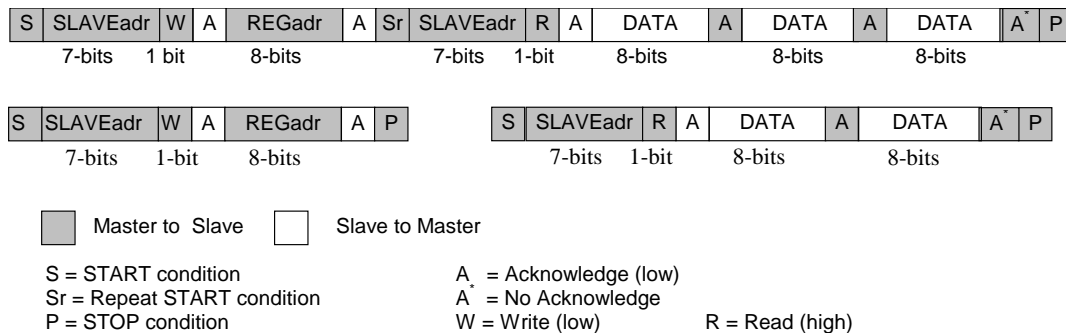 S SLAVEadr W A REGadr A Sr SLAVEadr R A DATA A DATA A DATA A* P
7-bits 1 bit 8-bits 7-bits 1-bit 8-bits 8-bits 8-bits
S SLAVEadr W A REGadr A P
7-bits 1-bit 8-bits
S SLAVEadr R A DATA A DATA A* P
7-bits 1-bit 8-bits 8-bits
Master to Slave Slave to Master
S = START condition
Sr = Repeat START condition
P = STOP condition
A = Acknowledge (low)
A* = No Acknowledge
W = Write (low) R = Read (high)